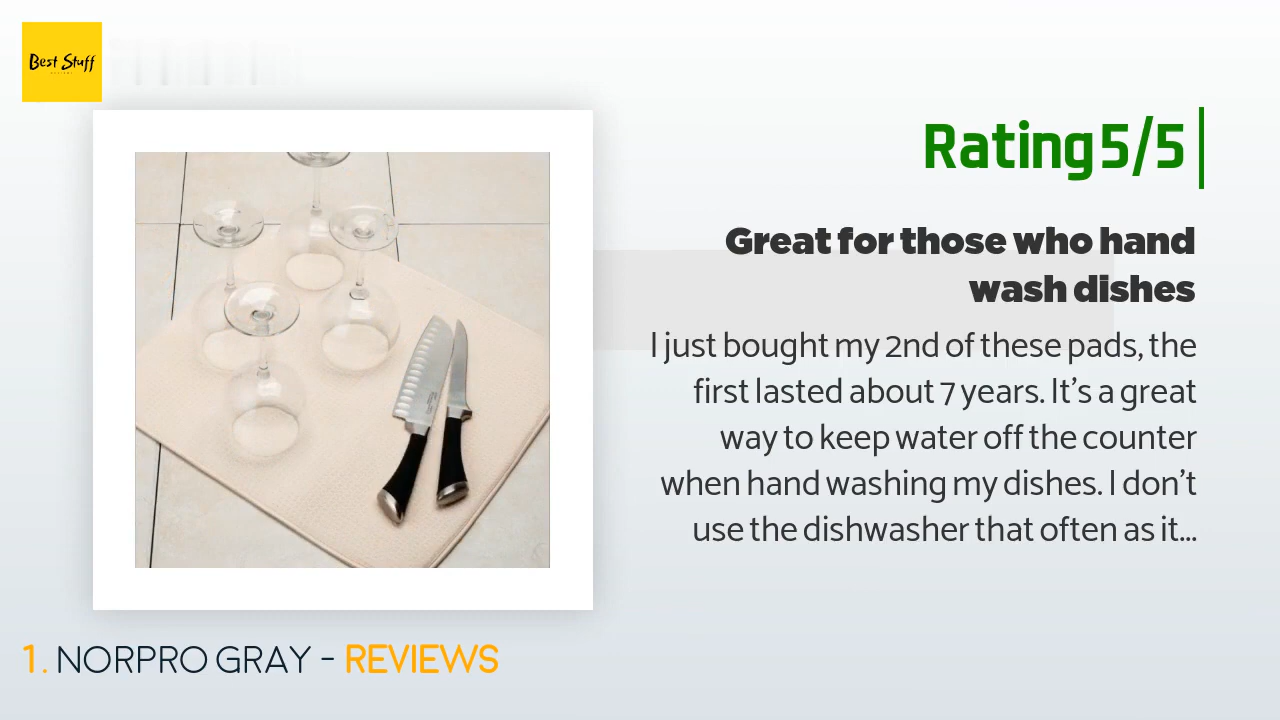 Best Stuff
Rating 5/5
Great for those who hand
wash dishes
I just bought my 2nd of these pads, the
first lasted about 7 years. It's a great
way to keep water off the counter
when hand washing my dishes. I don't
use the dishwasher that often as it...
1. NORPRO GRAY - REVIEWS